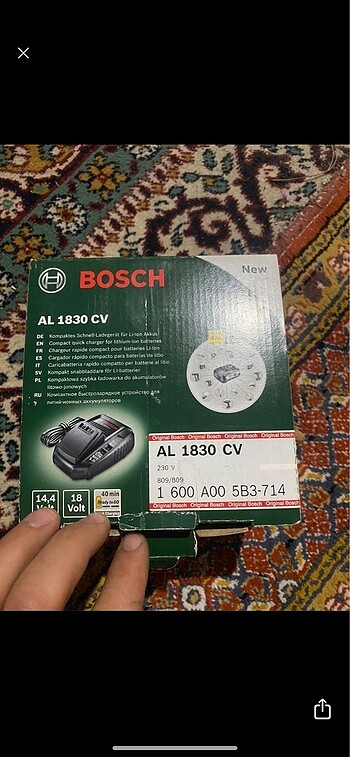 BOSCH
New
AL 1830 CV
DE Kompaktes Schnell-Ladegerät für Li-Ion Akkus
EN Compact quick charger for lithium-ion batteries
FR Chargeur rapide compact pour batteries Li-Ion
ES Cargador rápido compacto para baterías de litio
IT Caricabatteria rapido compatto per batterie al litio
SV Kompakt snabbladdare för Li-batterier
PL Kompaktowa szybka ładowarka do akumulatorów
litowo-jonowych
RU Компактное быстрозарядное устройство для
литий-ионных аккумуляторов
Original Bosch Original Bosch Original Bosch Original Bosch
AL 1830 CV
230 V
809/809
1 600 A00 5B3-714
Original Bosch Original Bosch Original Bosch Original Bosch
14,4
Volt
18
Volt
40 min